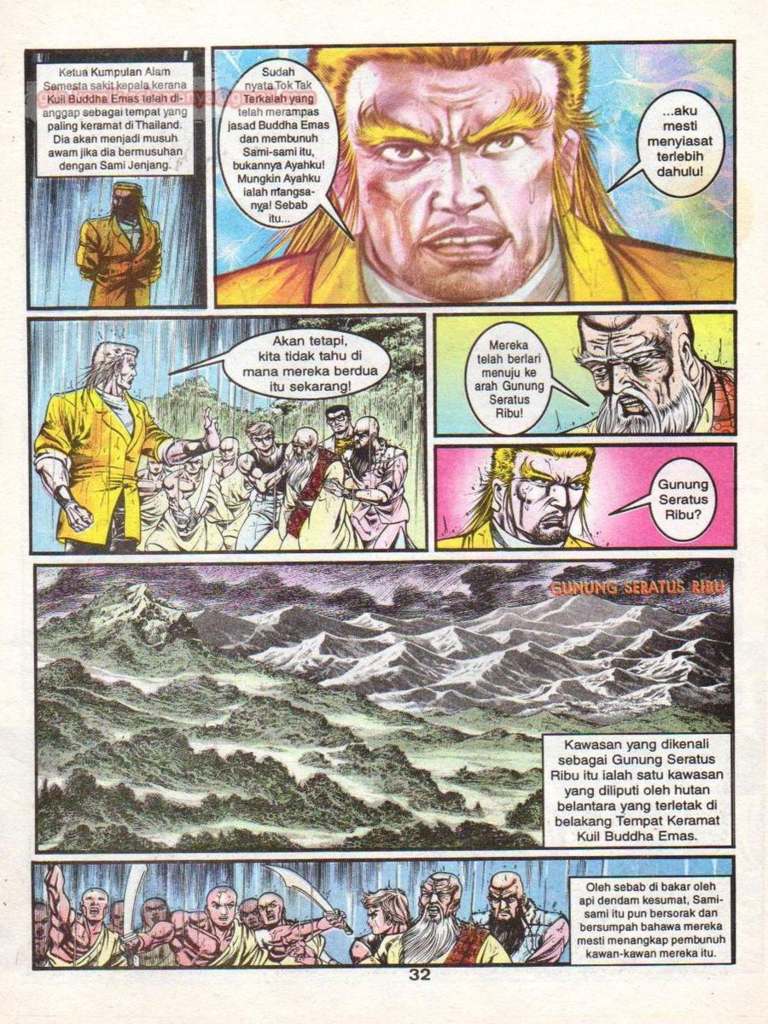 Ketua Kumpulan Alam
Semesta sakit kepala kerana
Kuil Buddha Emas telah di-
anggap sebagai tempat yang
paling keramat di Thailand.
Dia akan menjadi musuh
awam jika dia bermusuhan
dengan Sami Jenjang.
Sudah
nyata Tok Tak
Terkalah yang
telah merampas
jasad Buddha Emas
dan membunuh
Sami-sami itu,
bukannya Ayahku!
Mungkin Ayahku
ialah mangsa-
nya! Sebab
itu...
...aku
mesti
menyiasat
terlebih
dahulu!
Akan tetapi,
kita tidak tahu di
mana mereka berdua
itu sekarang!
Mereka
telah berlari
menuju ke
arah Gunung
Seratus
Ribu!
Gunung
Seratus
Ribu?
GUNUNG SERATUS RIBU
Kawasan yang dikenali
sebagai Gunung Seratus
Ribu itu ialah satu kawasan
yang diliputi oleh hutan
belantara yang terletak di
belakang Tempat Keramat
Kuil Buddha Emas.
Oleh sebab di bakar oleh
api dendam kesumat, Sami-
sami itu pun bersorak dan
bersumpah bahawa mereka
mesti menangkap pembunuh
kawan-kawan mereka itu.
32